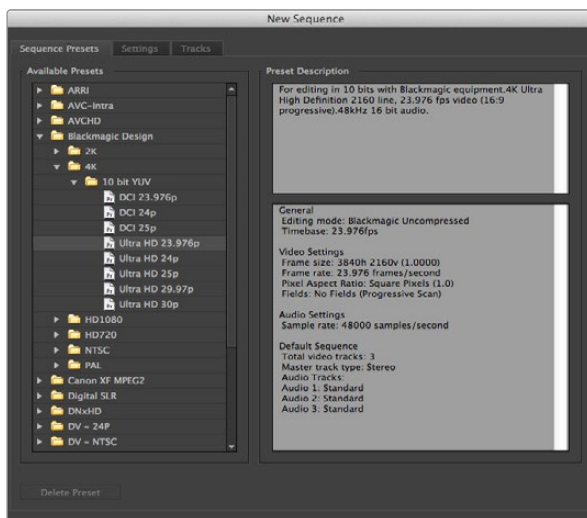 New Sequence
Sequence Presets Settings Tracks
Available Presets
ARRI
AVC-Intra
AVCHD
Blackmagic Design
2K
4K
10 bit YUV
DCI 23.976p
DCI 24p
DCI 25p
Ultra HD 23.976p
Ultra HD 24p
Ultra HD 25p
Ultra HD 29.97p
Ultra HD 30p
HD1080
HD720
NTSC
PAL
Canon XF MPEG2
Digital SLR
DNxHD
DV - 24P
DV - NTSC
Delete Preset
Preset Description
For editing in 10 bits with Blackmagic equipment.4K Ultra
High Definition 2160 line, 23.976 fps video (16:9
progressive).48kHz 16 bit audio.
General
Editing mode: Blackmagic Uncompressed
Timebase: 23.976fps
Video Settings
Frame size: 3840h 2160v (1.0000)
Frame rate: 23.976 frames/second
Pixel Aspect Ratio: Square Pixels (1.0)
Fields: No Fields (Progressive Scan)
Audio Settings
Sample rate: 48000 samples/second
Default Sequence
Total video tracks: 3
Master track type: Stereo
Audio Tracks:
Audio 1: Standard
Audio 2: Standard
Audio 3: Standard